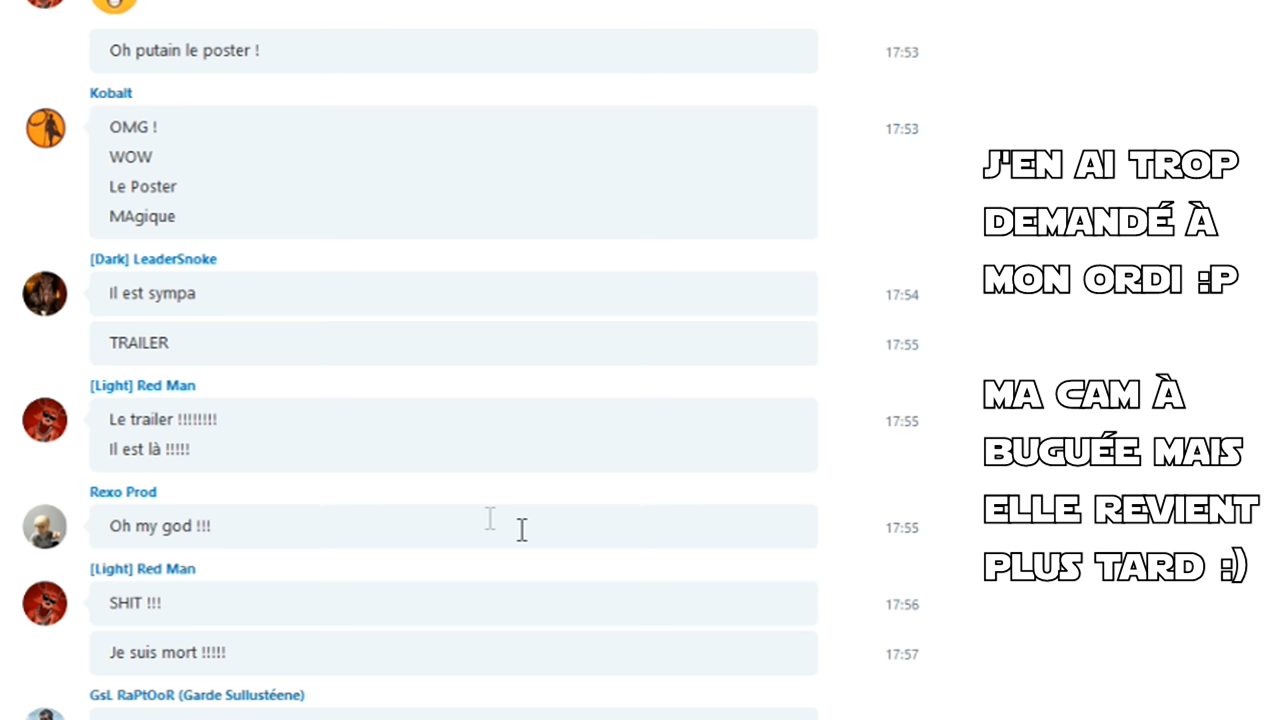 Oh putain le poster !
17:53
Kobalt
OMG !
17:53
WOW
Le Poster
MAgique
[Dark] LeaderSnoke
Il est sympa
17:54
TRAILER
17:55
[Light] Red Man
Le trailer !!!!!!!!
17:55
Il est là !!!!!
Rexo Prod
Oh my god !!!
17:55
[Light] Red Man
SHIT !!!
17:56
Je suis mort !!!!!
17:57
GsL RaPtOoR (Garde Sullustéene)
J'EN AI TROP
DEMANDÉ À
MON ORDI :P
MA CAM À
BUGUÉE MAIS
ELLE REVIENT
PLUS TARD :)